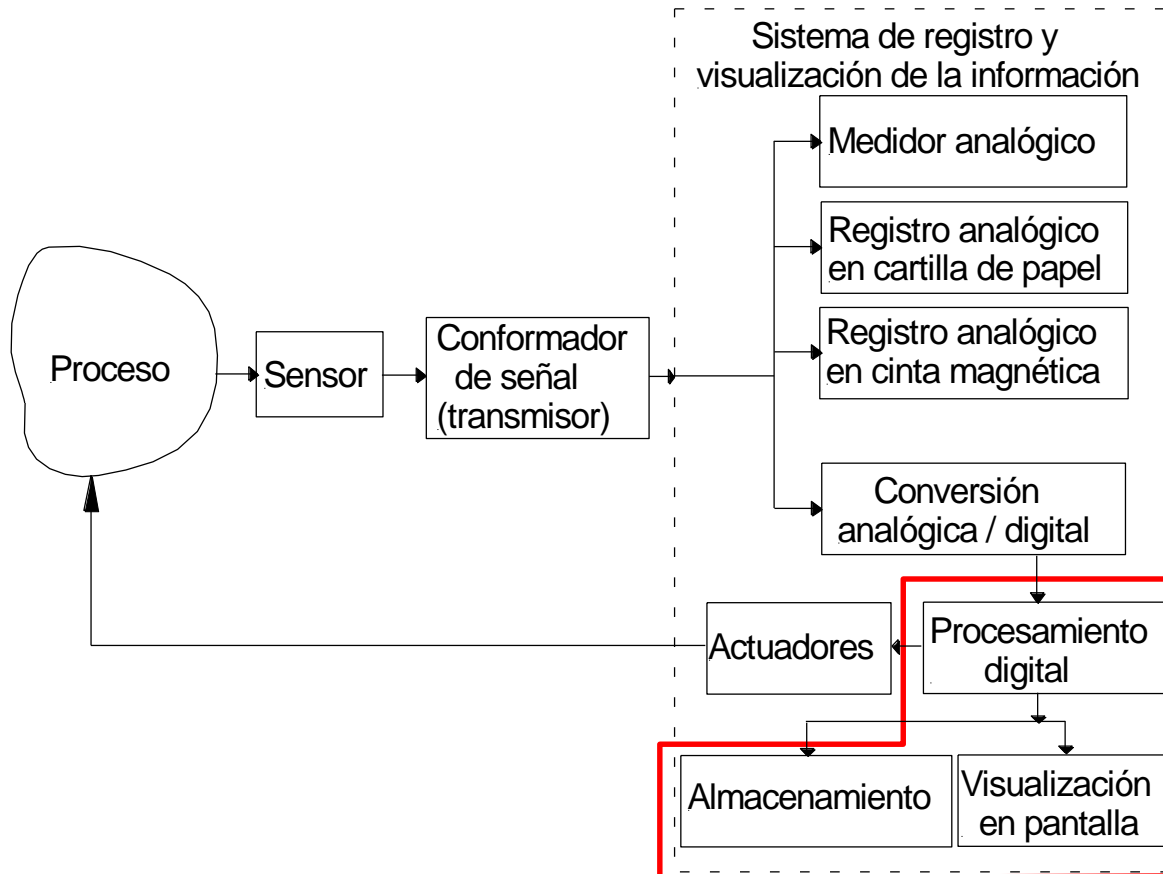 Sistema de registro y
visualización de la información
Medidor analógico
Registro analógico
en cartilla de papel
Registro analógico
en cinta magnética
Proceso
Sensor
Conformador
de señal
(transmisor)
Conversión
analógica / digital
Actuadores
Procesamiento
digital
Almacenamiento
Visualización
en pantalla